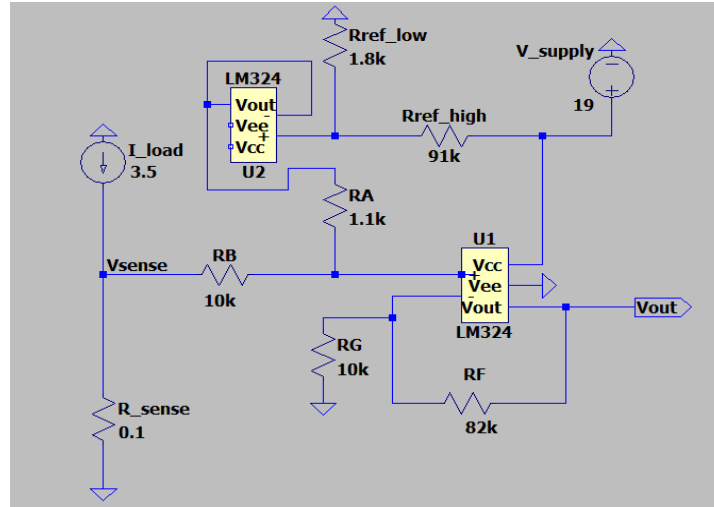 Rref_low
1.8k
V_supply
19
LM324
Vout
-
Vee
+
Vcc
U2
Rref_high
91k
I_load
3.5
RA
1.1k
U1
Vsense
RB
10k
+
Vcc
Vee
-
Vout
LM324
Vout
RG
10k
RF
82k
R_sense
0.1